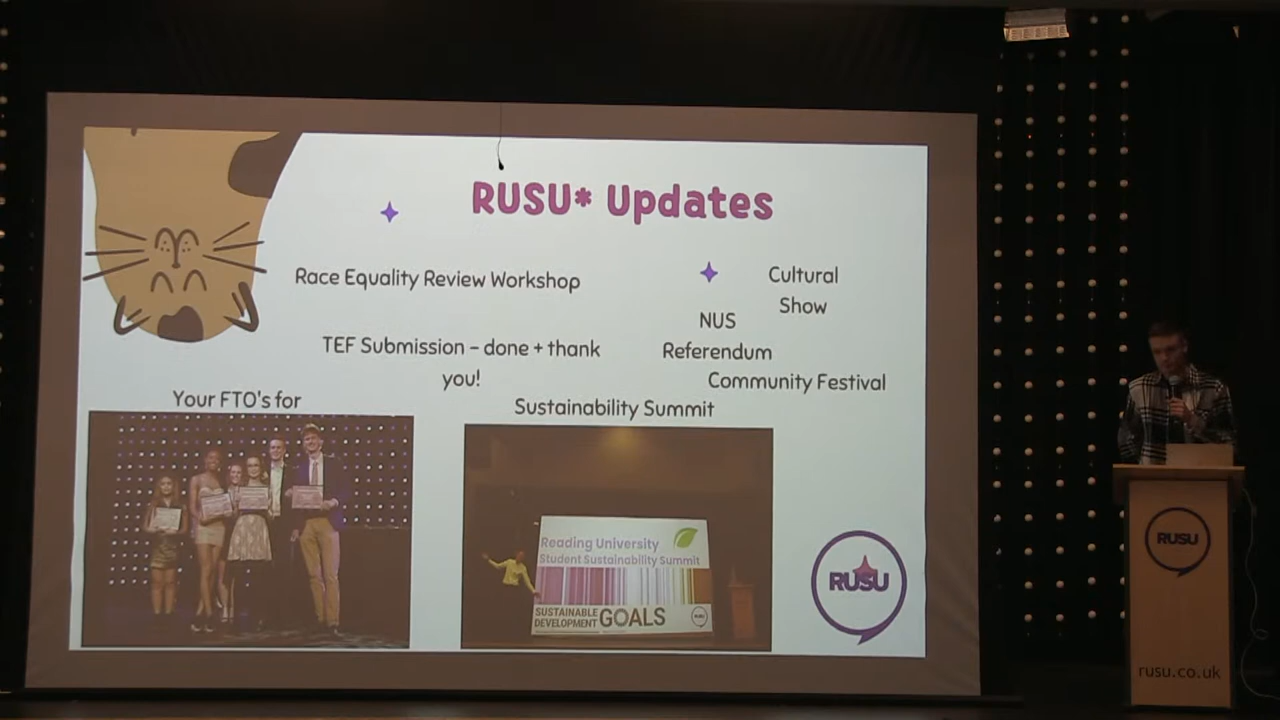 RUSU* Updates
Race Equality Review Workshop
Cultural
Show
NUS
Referendum
TEF Submission – done + thank
you!
Community Festival
Your FTO's for
Sustainability Summit
Reading University
Student Sustainability Summit
SUSTAINABLE
DEVELOPMENT
GOALS
RUSU
RUSU
rusu.co.uk